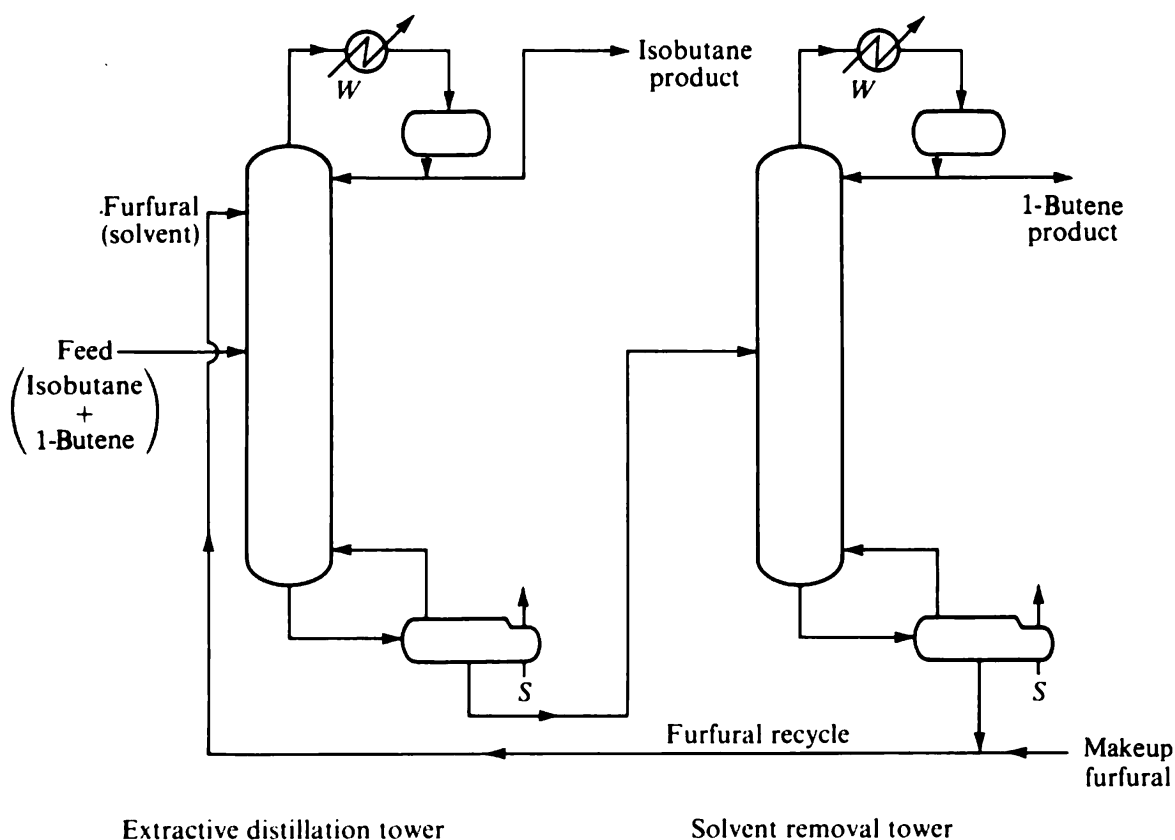 Isobutane
product
W
W
Furfural
(solvent)
1-Butene
product
Feed
(Isobutane
+
1-Butene)
S
S
Furfural recycle
Makeup
furfural
Extractive distillation tower
Solvent removal tower